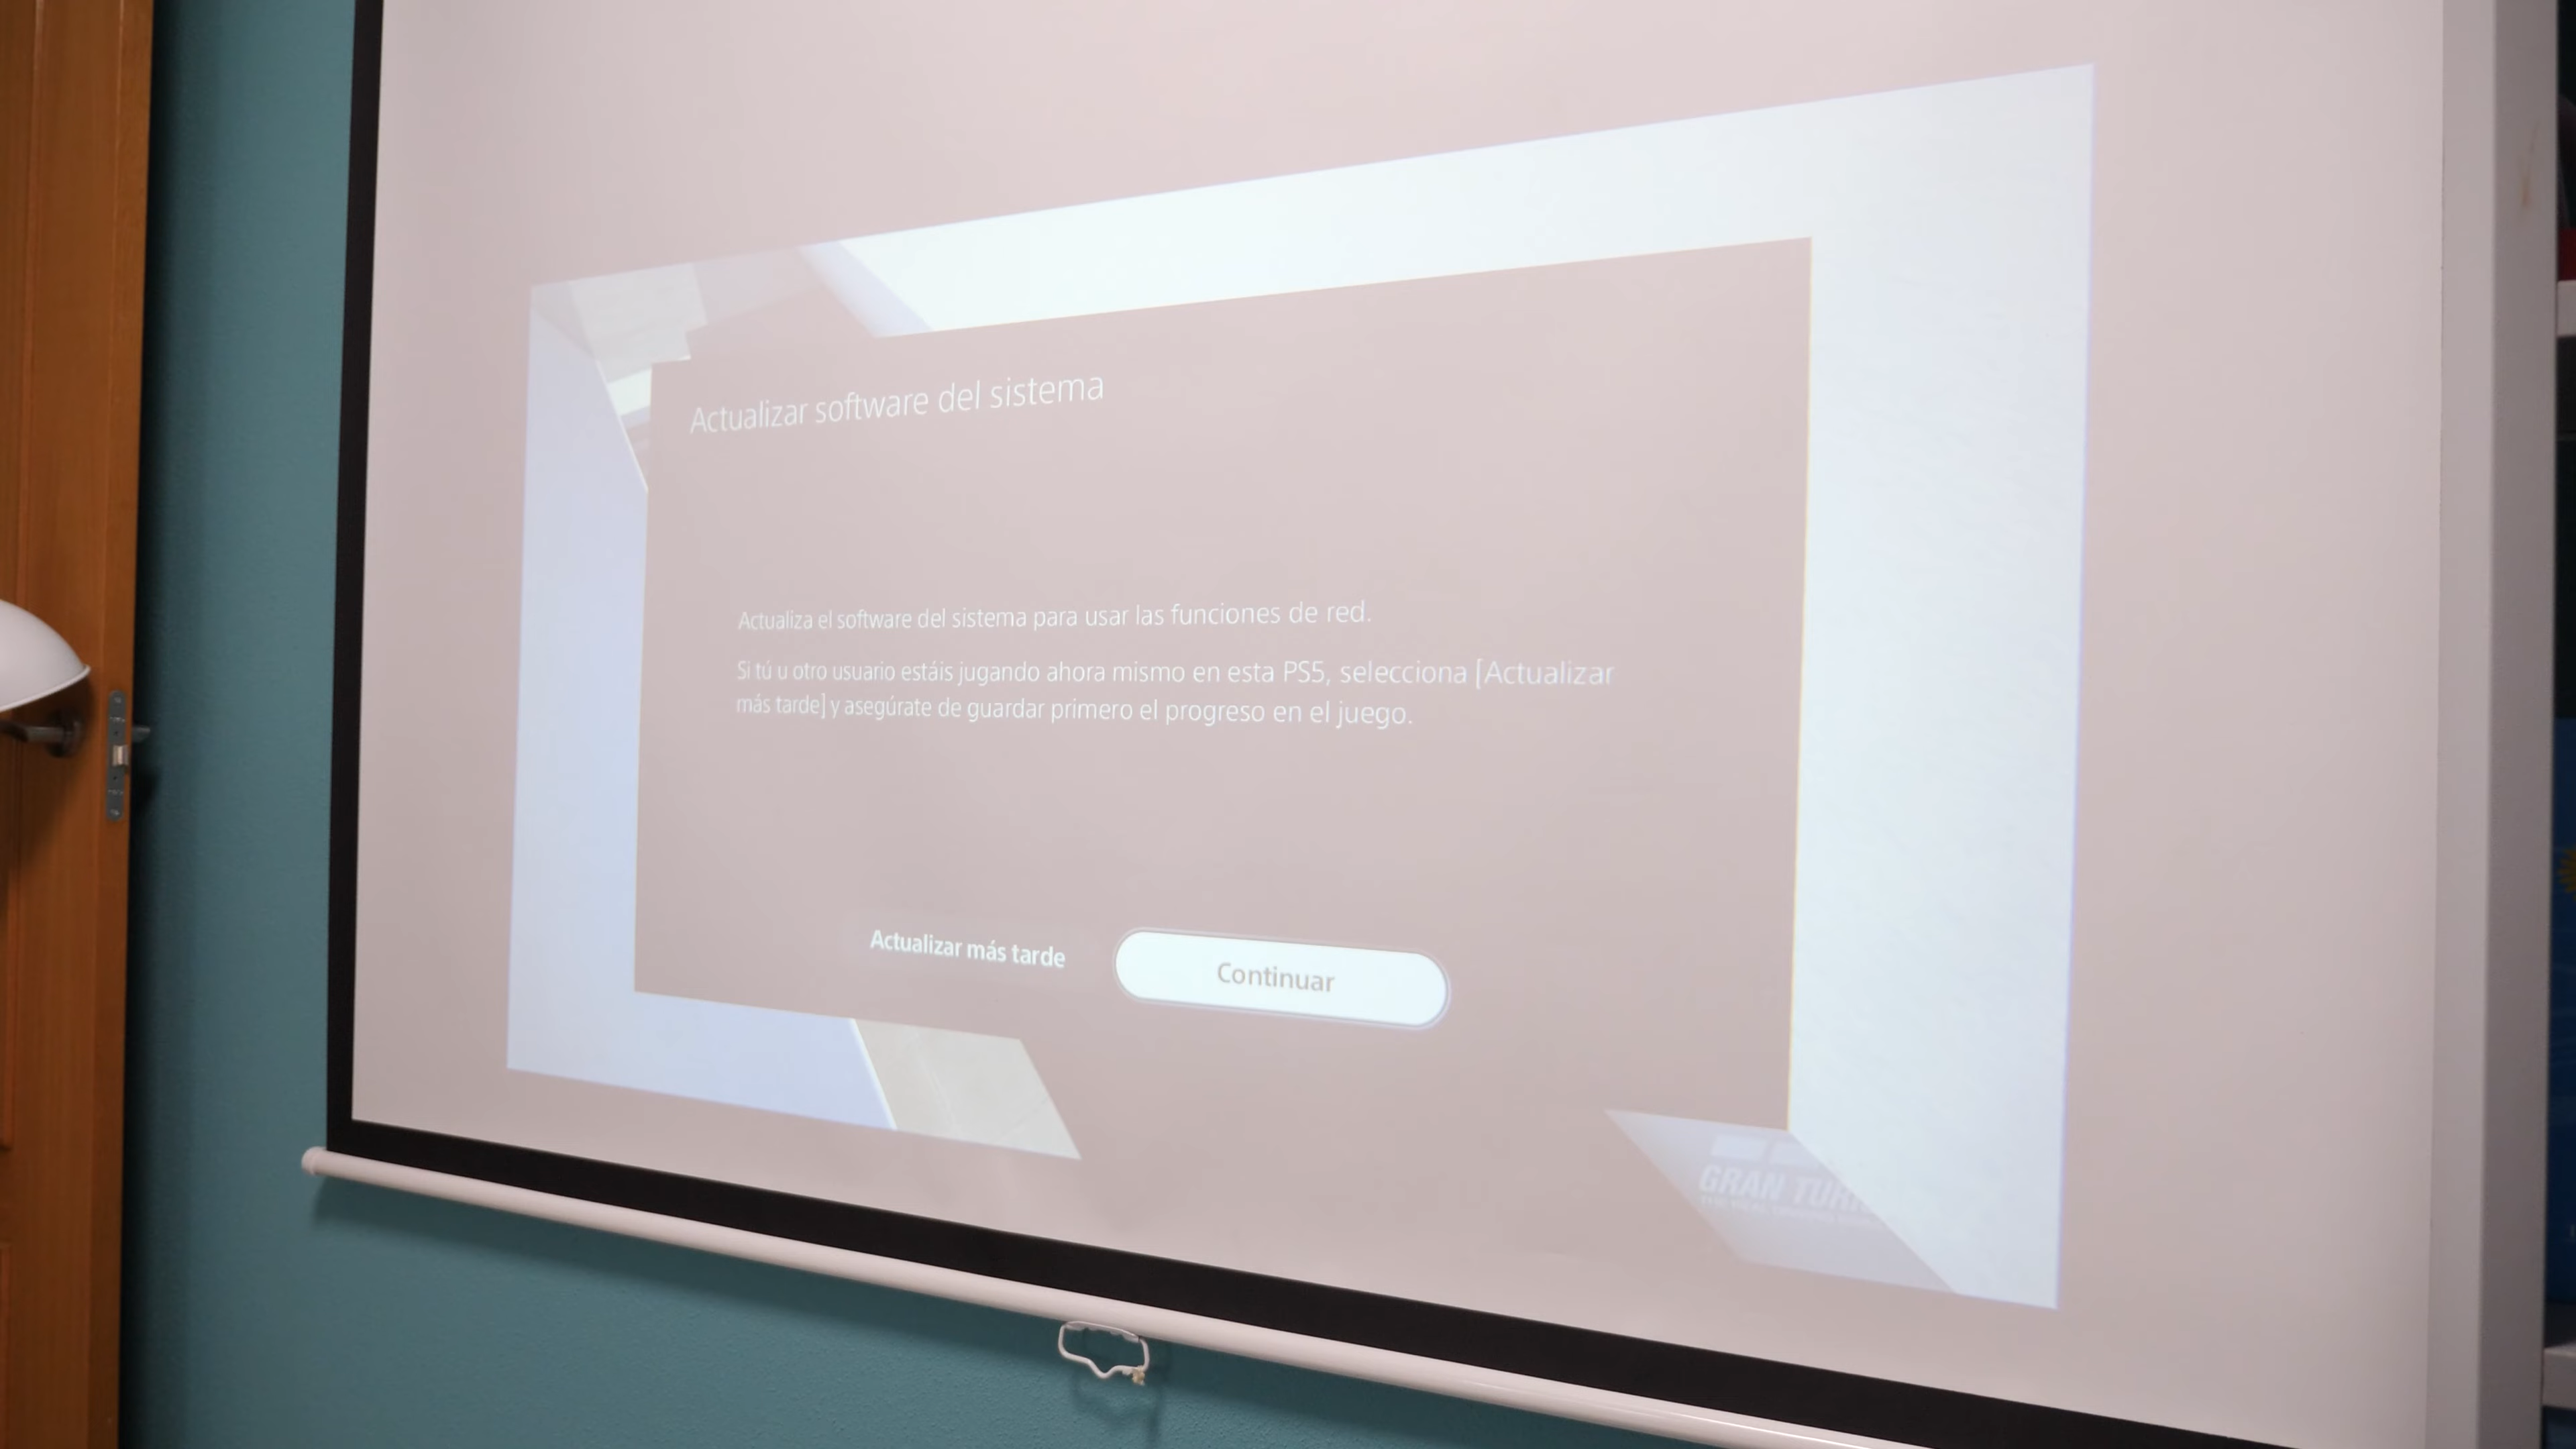 Actualizar software del sistema
Actualiza el software del sistema para usar las funciones de red.
Si tú u otro usuario estáis jugando ahora mismo en esta PS5, selecciona [Actualizar
más tarde] y asegúrate de guardar primero el progreso en el juego.
Actualizar más tarde
Continuar
GRAN